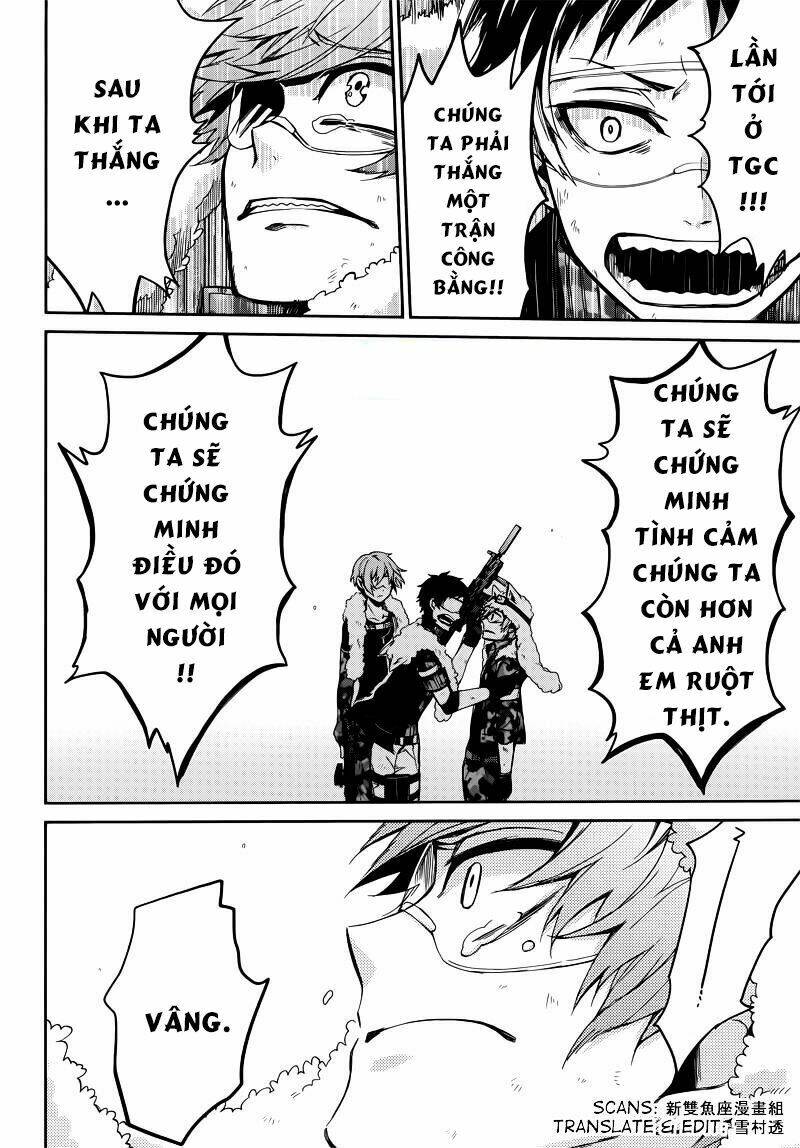 LẦN
TỚI
Ở
TGC
!!!
CHÚNG
TA PHẢI
THẮNG
MỘT
TRẬN
CÔNG
BẰNG!!
SAU
KHI TA
THẮNG
...
CHÚNG
TA SẼ
CHỨNG
MINH
TÌNH CẢM
CHÚNG TA
CÒN HƠN
CẢ ANH
EM RUỘT
THỊT.
CHÚNG
TA SẼ
CHỨNG
MINH
ĐIỀU ĐÓ
VỚI MỌI
NGƯỜI
!!
VÂNG.
SCANS: 新雙魚座漫畫組
TRANSLATE & EDIT: 雪村透